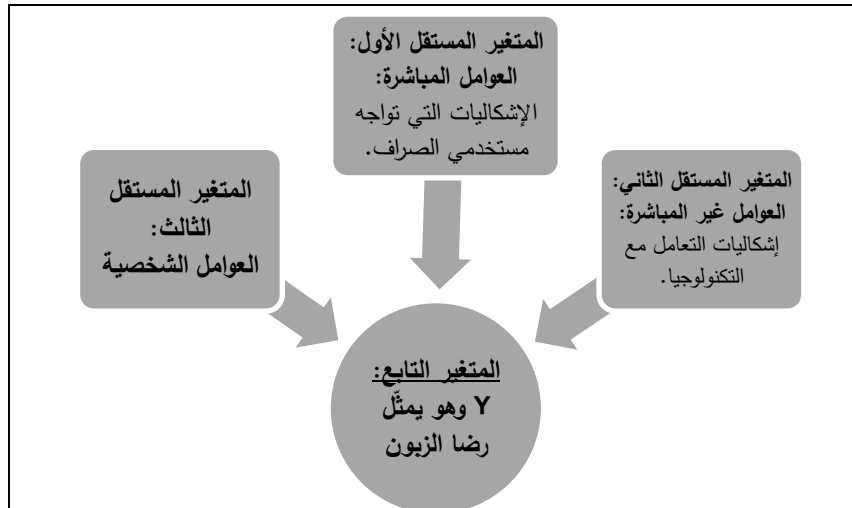 المتغير المستقل الأول:
العوامل المباشرة:
الإشكاليات التي تواجه
مستخدمي الصراف.
المتغير المستقل الثاني:
العوامل غير المباشرة:
إشكاليات التعامل مع
التكنولوجيا.
المتغير المستقل
الثالث:
العوامل الشخصية
المتغير التابع:
Y وهو يمثّل
رضا الزبون